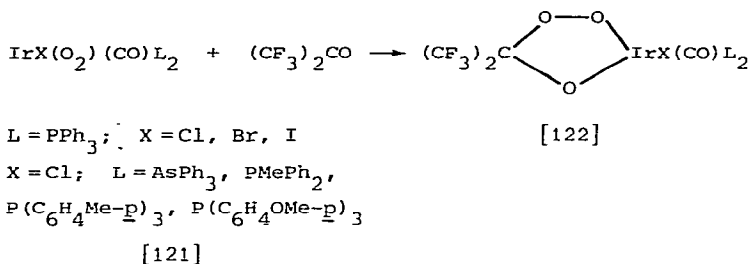 O—O
IrX(O2)(CO)L2 + (CF3)2CO → (CF3)2C IrX(CO)L2
O
L = PPh3; X = Cl, Br, I [122]
X = Cl; L = AsPh3, PMePh2,
P(C6H4Me-p)3, P(C6H4OMe-p)3
[121]